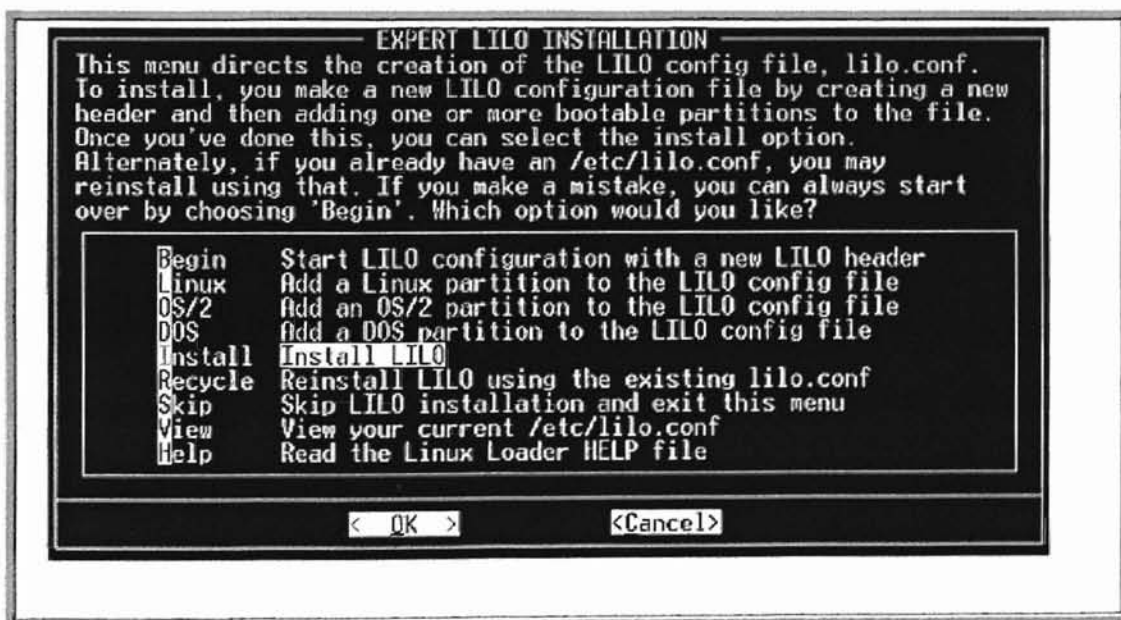 EXPERT LILO INSTALLATION
This menu directs the creation of the LILO config file, lilo.conf.
To install, you make a new LILO configuration file by creating a new
header and then adding one or more bootable partitions to the file.
Once you've done this, you can select the install option.
Alternately, if you already have an /etc/lilo.conf, you may
reinstall using that. If you make a mistake, you can always start
over by choosing 'Begin'. Which option would you like?
Begin Start LILO configuration with a new LILO header
Linux Add a Linux partition to the LILO config file
OS/2 Add an OS/2 partition to the LILO config file
DOS Add a DOS partition to the LILO config file
Install Install LILO
Recycle Reinstall LILO using the existing lilo.conf
Skip Skip LILO installation and exit this menu
View View your current /etc/lilo.conf
Help Read the Linux Loader HELP file
< OK > <Cancel>